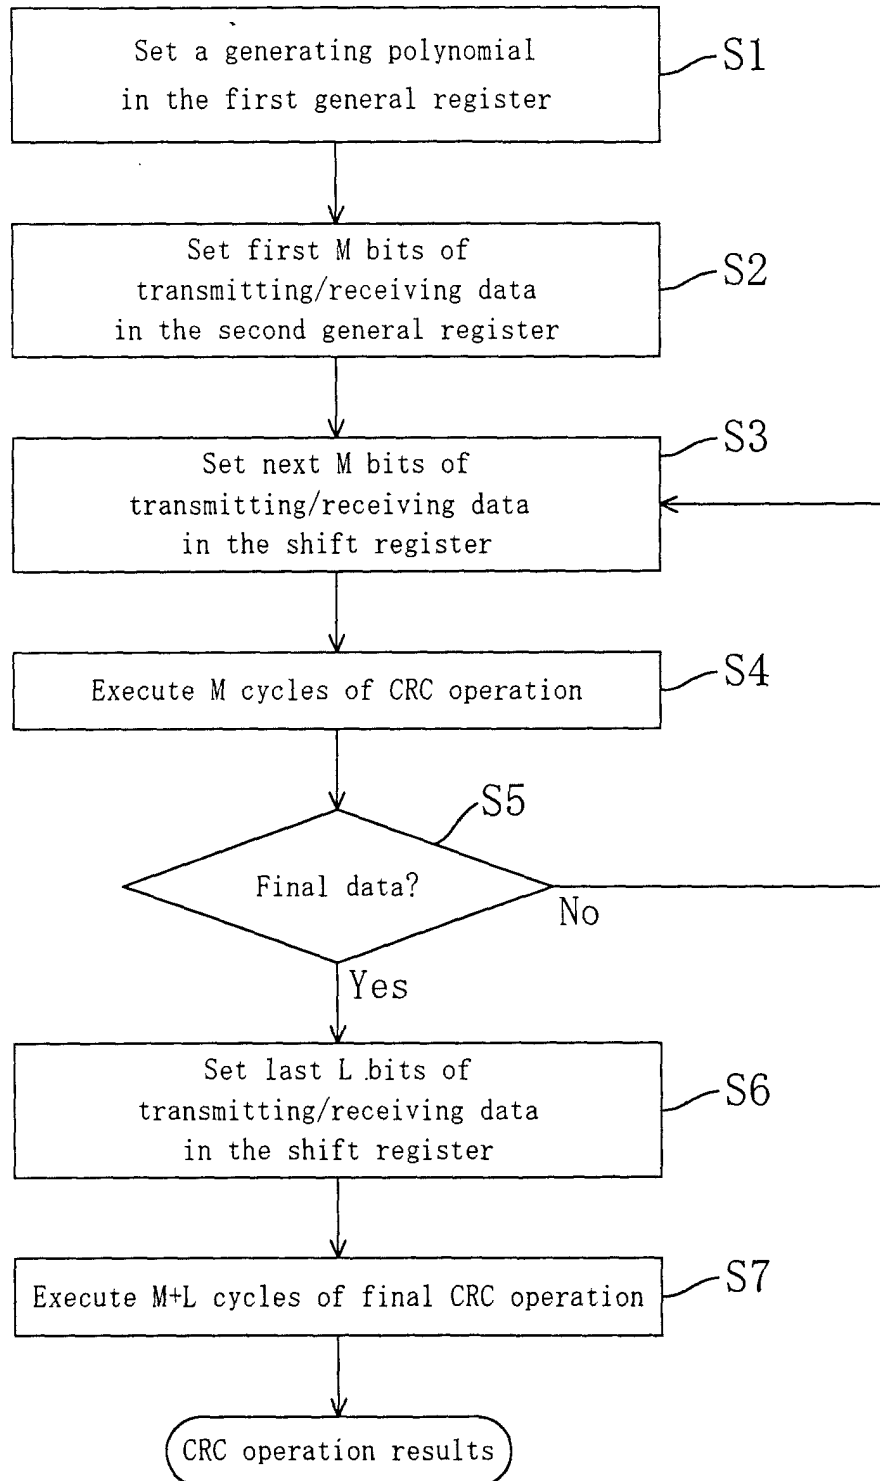 Set a generating polynomial
in the first general register
S1
Set first M bits of
transmitting/receiving data
in the second general register
S2
Set next M bits of
transmitting/receiving data
in the shift register
S3
Execute M cycles of CRC operation
S4
Final data?
S5
No
Yes
Set last L bits of
transmitting/receiving data
in the shift register
S6
Execute M+L cycles of final CRC operation
S7
CRC operation results